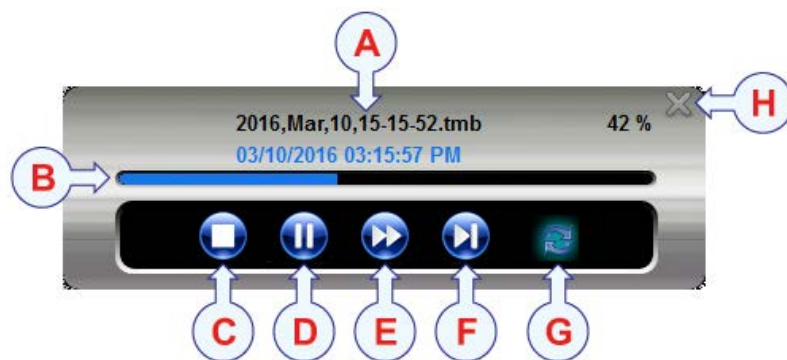 A
H
2016,Mar,10,15-15-52.tmb 42 %
03/10/2016 03:15:57 PM
B
C D E F G